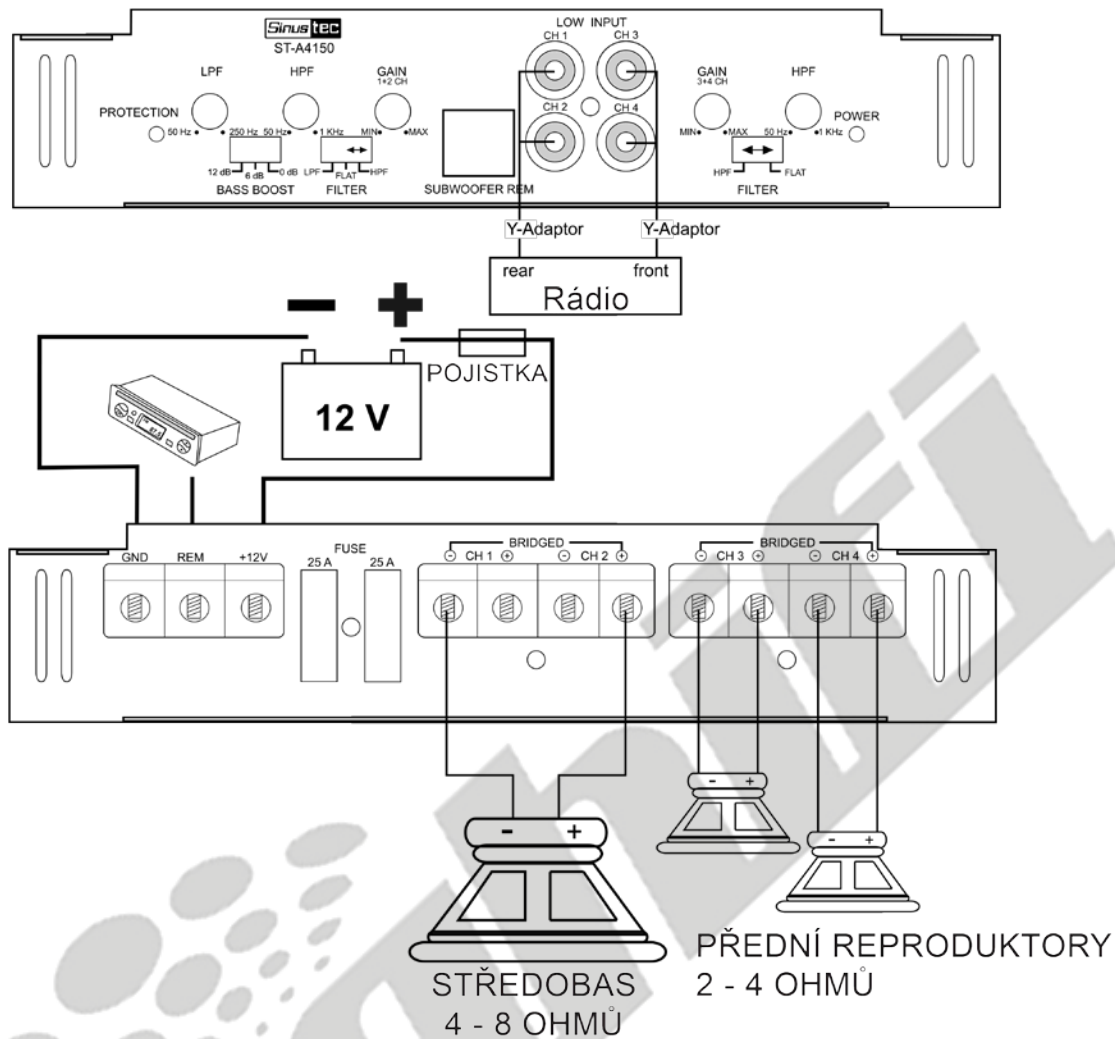 Sinus tec
ST-A4150
LOW INPUT
CH 1 CH 3
CH 2 CH 4
LPF HPF GAIN
1+2 CH
GAIN
3+4 CH
HPF
PROTECTION
50 Hz 250 Hz 50 Hz 1 KHz MIN MAX
MIN MAX 50 Hz 1 KHz
POWER
12 dB 6 dB 0 dB
BASS BOOST
LPF FLAT HPF
FILTER
SUBWOOFER REM
HPF FLAT
FILTER
Y-Adaptor Y-Adaptor
rear front
Rádio
− +
POJISTKA
12 V
GND REM +12V
FUSE
25 A 25 A
BRIDGED
- CH 1 + - CH 2 +
BRIDGED
- CH 3 + - CH 4 +
- +
- +
- +
STŘEDOBAS
4 - 8 OHMŮ
PŘEDNÍ REPRODUKTORY
2 - 4 OHMŮ
hifi